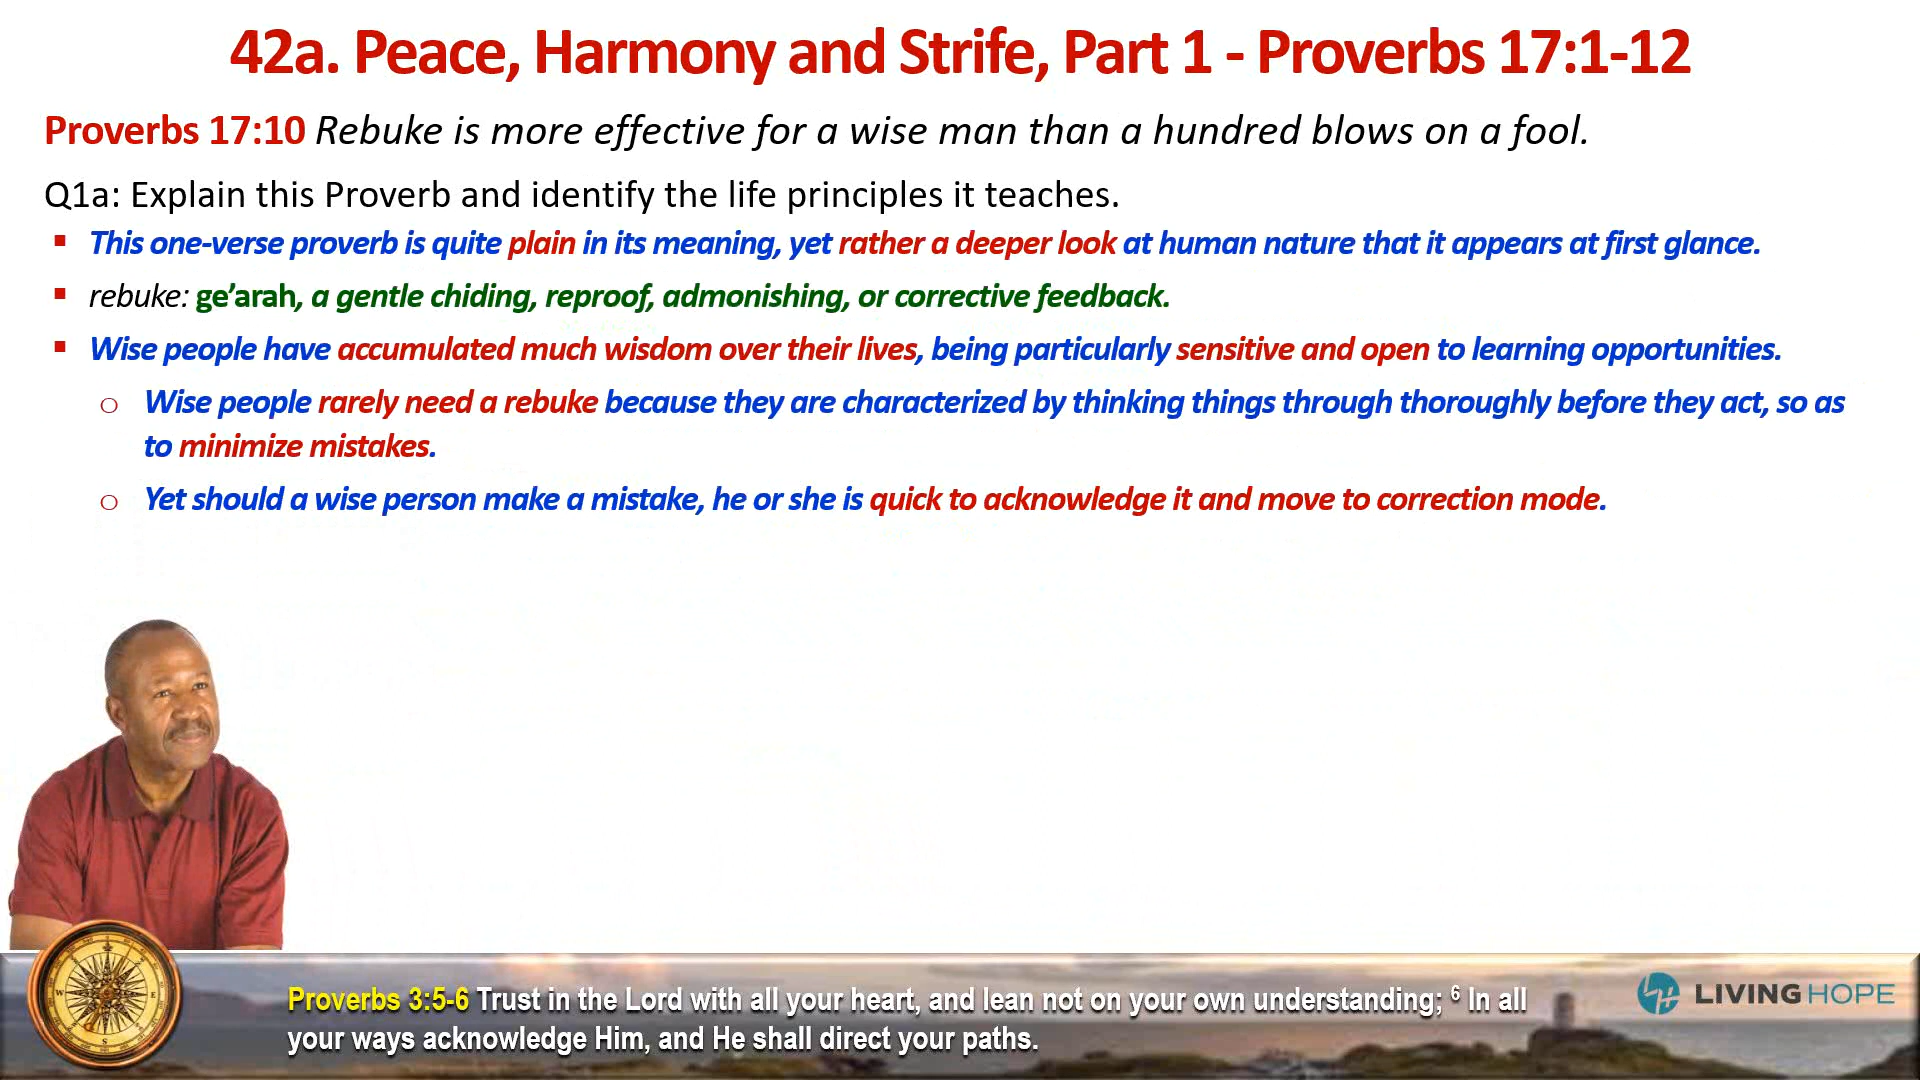 42a. Peace, Harmony and Strife, Part 1 - Proverbs 17:1-12
Proverbs 17:10 Rebuke is more effective for a wise man than a hundred blows on a fool.
Q1a: Explain this Proverb and identify the life principles it teaches.
▪ This one-verse proverb is quite plain in its meaning, yet rather a deeper look at human nature that it appears at first glance.
▪ rebuke: ge’arah, a gentle chiding, reproof, admonishing, or corrective feedback.
▪ Wise people have accumulated much wisdom over their lives, being particularly sensitive and open to learning opportunities.
o Wise people rarely need a rebuke because they are characterized by thinking things through thoroughly before they act, so as
to minimize mistakes.
o Yet should a wise person make a mistake, he or she is quick to acknowledge it and move to correction mode.
W E S
Proverbs 3:5-6 Trust in the Lord with all your heart, and lean not on your own understanding; 6 In all
your ways acknowledge Him, and He shall direct your paths.
LH LIVING HOPE